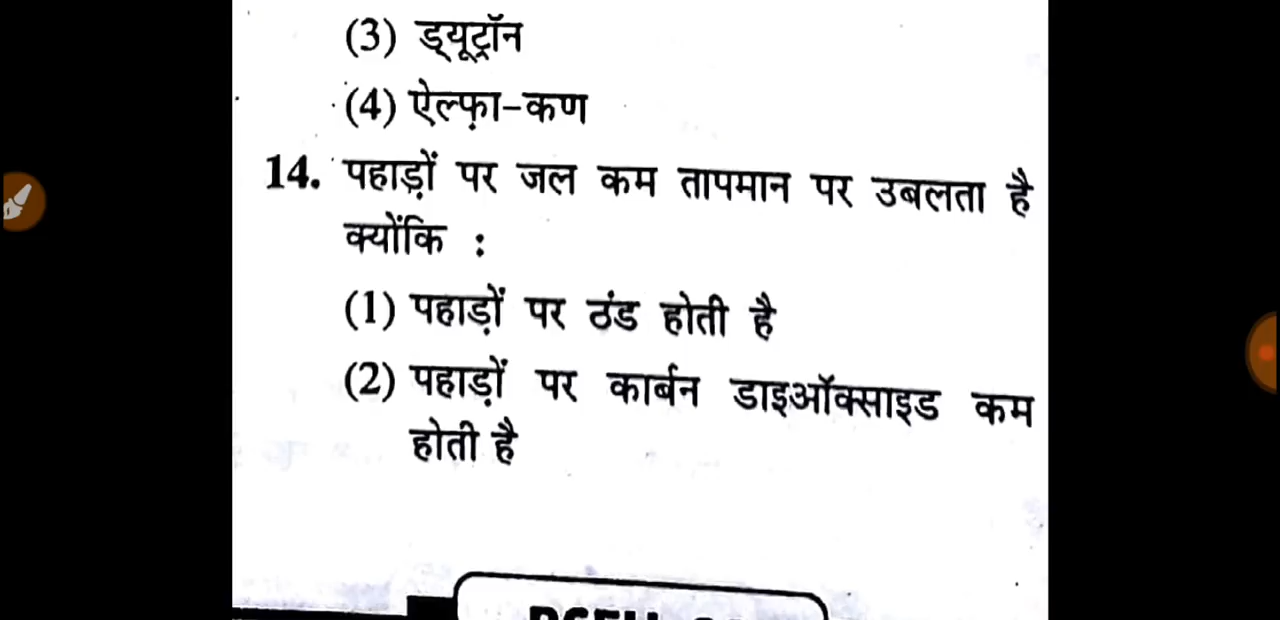 (3) ड्यूट्रॉन
(4) ऐल्फ़ा-कण
14. पहाड़ों पर जल कम तापमान पर उबलता है
क्योंकि :
(1) पहाड़ों पर ठंड होती है
(2) पहाड़ों पर कार्बन डाइऑक्साइड कम
होती है